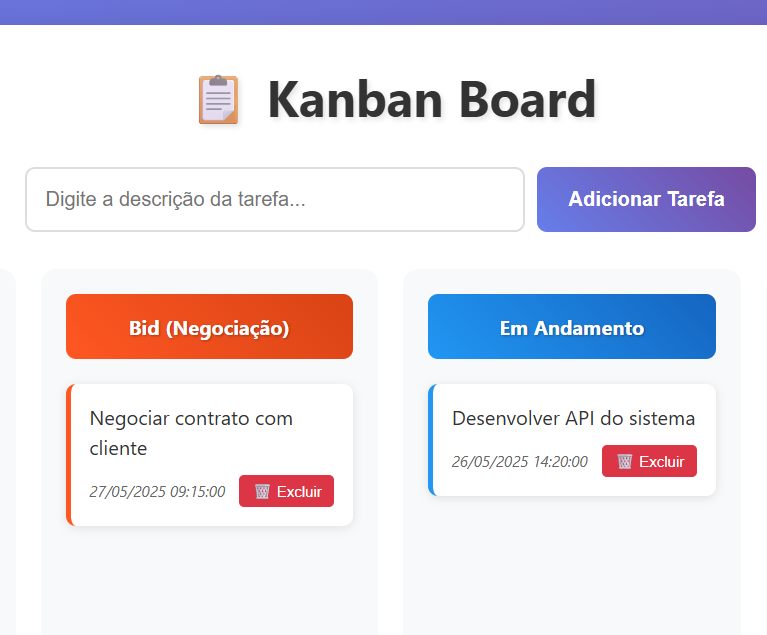 Kanban Board
Digite a descrição da tarefa...
Adicionar Tarefa
Bid (Negociação)
Em Andamento
Negociar contrato com
cliente
27/05/2025 09:15:00
Excluir
Desenvolver API do sistema
26/05/2025 14:20:00
Excluir